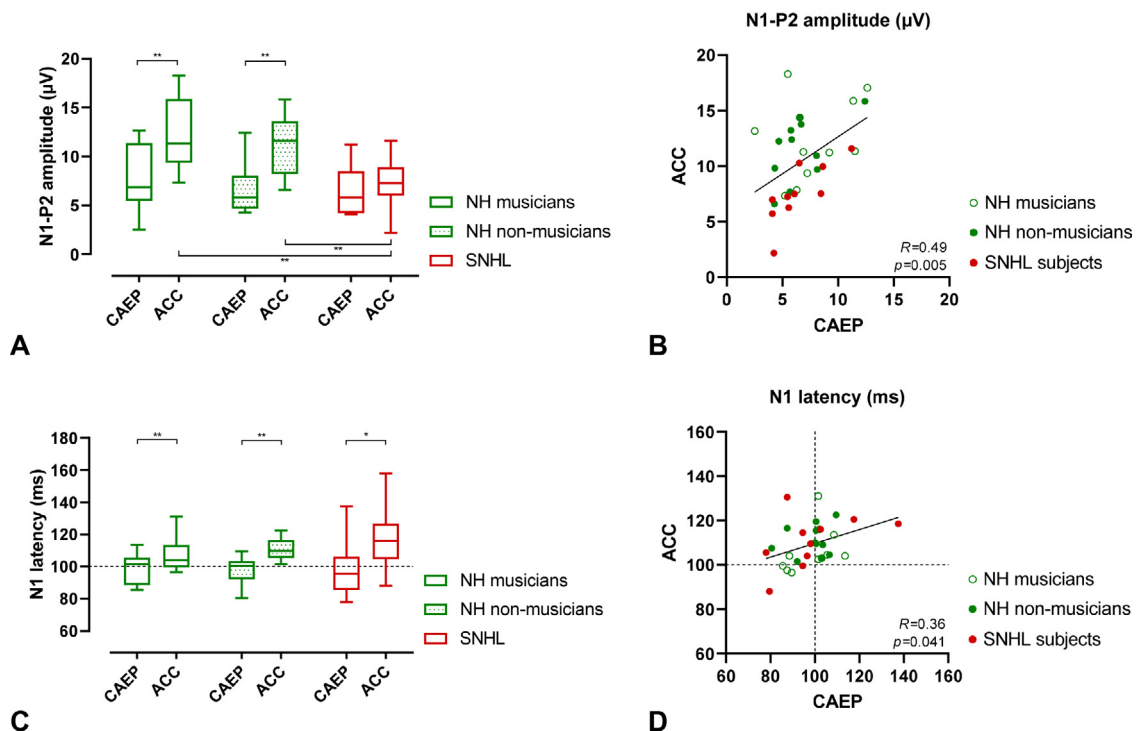 N1-P2 amplitude (µV)
20
15
10
5
0
**
**
**
**
CAEP
ACC
CAEP
ACC
CAEP
ACC
NH musicians
NH non-musicians
SNHL
A
N1-P2 amplitude (µV)
ACC
20
15
10
5
0
0
5
10
15
20
CAEP
R=0.49
p=0.005
NH musicians
NH non-musicians
SNHL subjects
B
N1 latency (ms)
180
160
140
120
100
80
60
**
**
*
CAEP
ACC
CAEP
ACC
CAEP
ACC
NH musicians
NH non-musicians
SNHL
C
N1 latency (ms)
ACC
160
140
120
100
80
60
60
80
100
120
140
160
CAEP
R=0.36
p=0.041
NH musicians
NH non-musicians
SNHL subjects
D